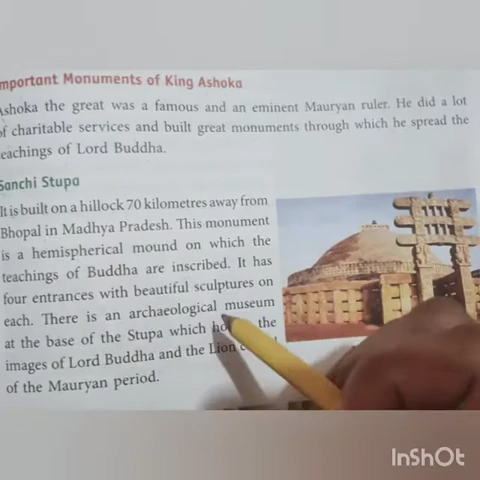 mportant Monuments of King Ashoka
Ashoka the great was a famous and an eminent Mauryan ruler. He did a lot
of charitable services and built great monuments through which he spread the
teachings of Lord Buddha.
Sanchi Stupa
It is built on a hillock 70 kilometres away from
Bhopal in Madhya Pradesh. This monument
is a hemispherical mound on which the
teachings of Buddha are inscribed. It has
four entrances with beautiful sculptures on
each. There is an archaeological museum
at the base of the Stupa which the
images of Lord Buddha and the Lion
of the Mauryan period.
InShOt